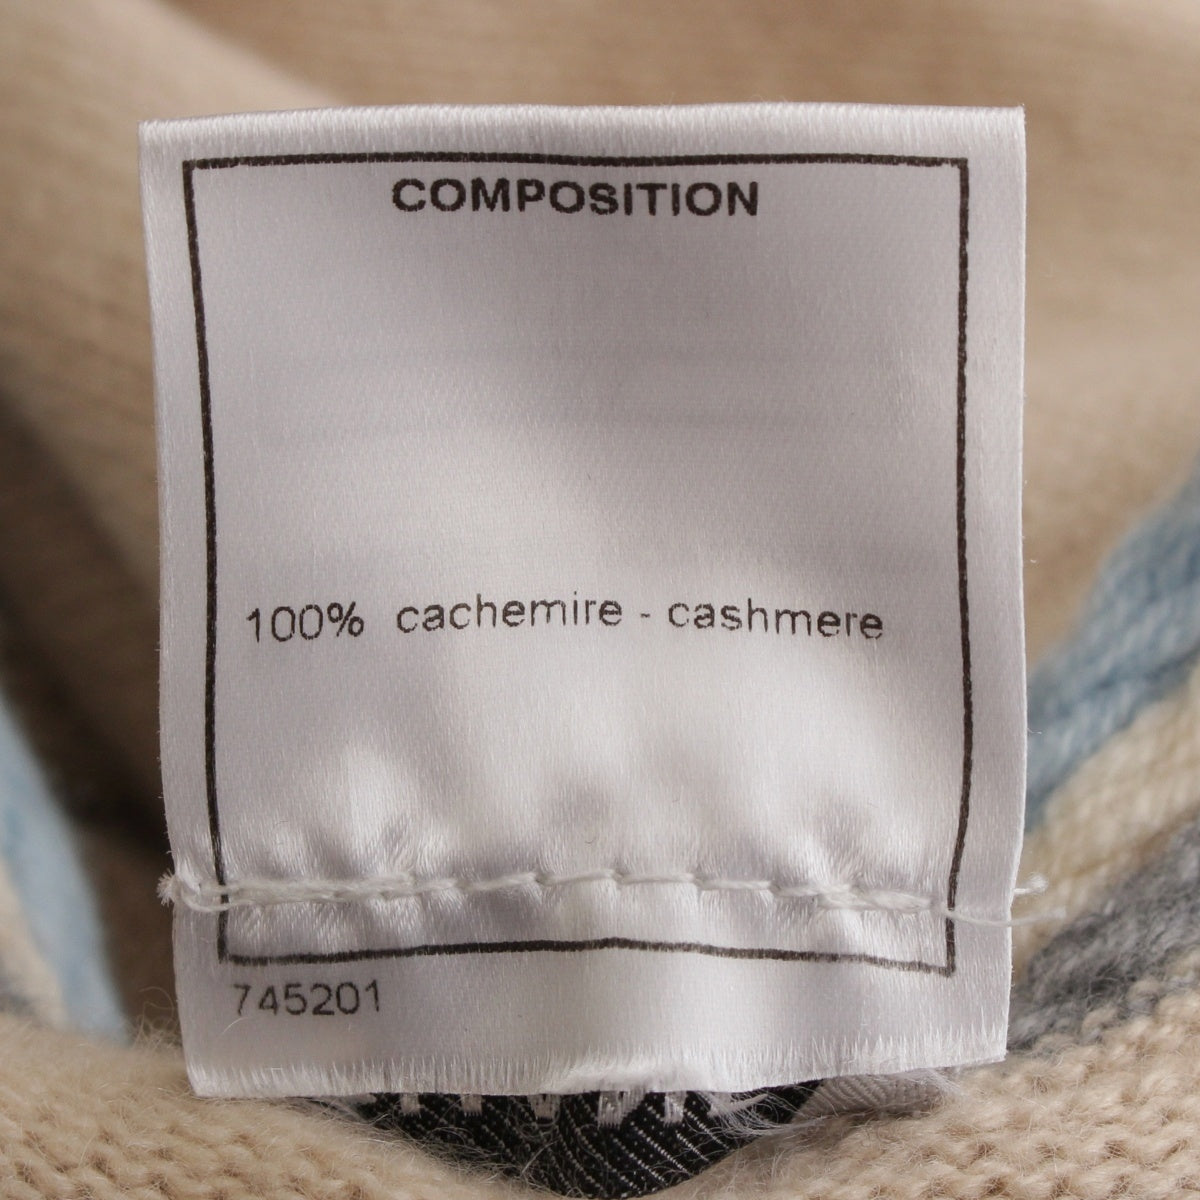 COMPOSITION
100% cachemire - cashmere
745201